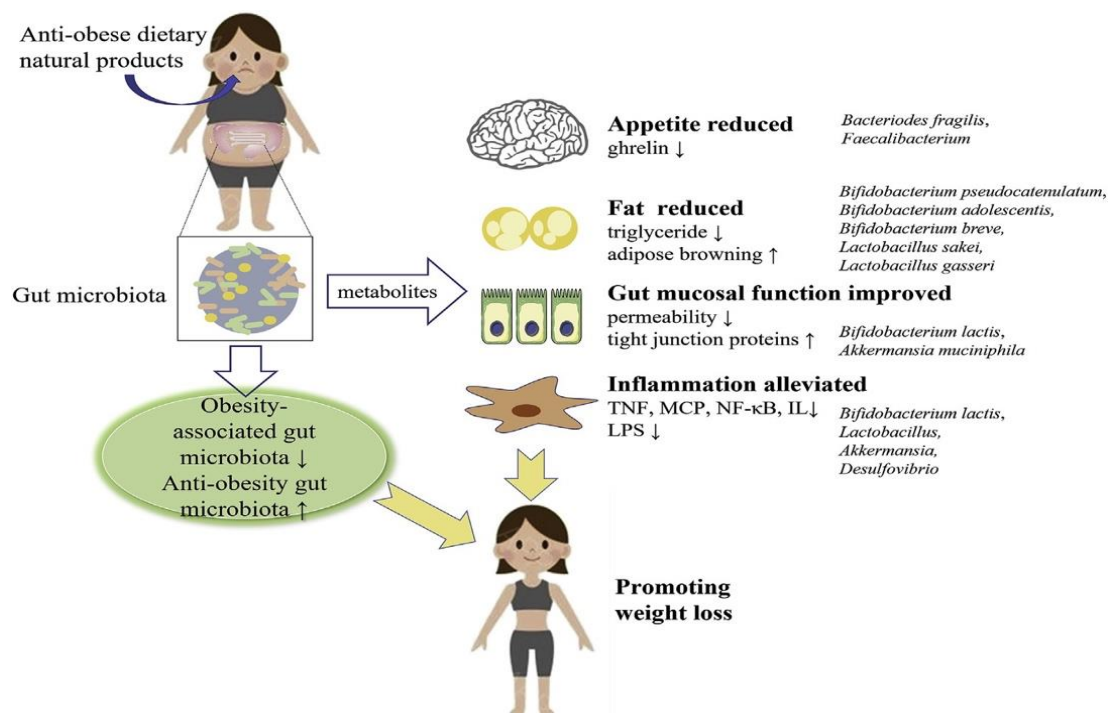 Anti-obese dietary
natural products
Appetite reduced
ghrelin ↓
Bacteriodes fragilis,
Faecalibacterium
Fat reduced
triglyceride ↓
adipose browning ↑
Bifidobacterium pseudocatemulatum,
Bifidobacterium adolescentis,
Bifidobacterium breve,
Lactobacillus sakei,
Lactobacillus gasseri
Gut microbiota
metabolites
Gut mucosal function improved
permeability ↓
tight junction proteins ↑
Bifidobacterium lactis,
Akkermansia muciniphila
Inflammation alleviated
TNF, MCP, NF-κB, IL↓
LPS ↓
Bifidobacterium lactis,
Lactobacillus,
Akkermansia,
Desulfovibrio
Obesity-
associated gut
microbiota ↓
Anti-obesity gut
microbiota ↑
Promoting
weight loss